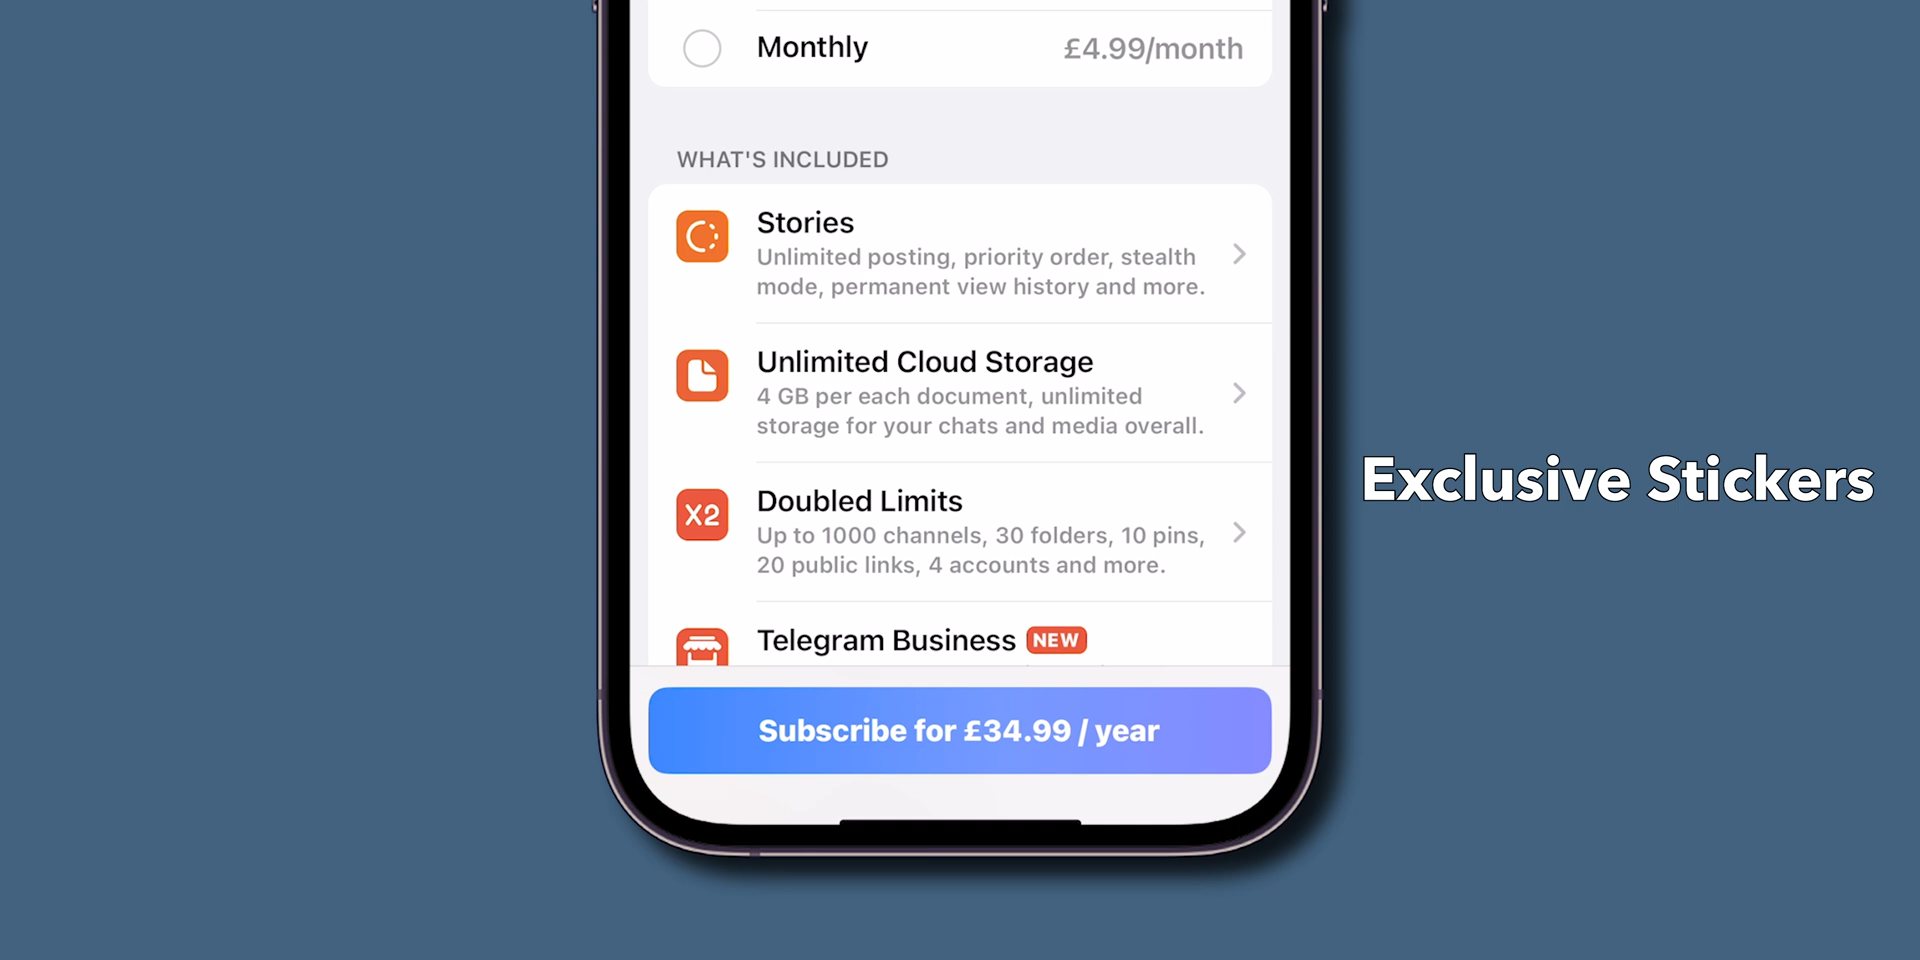 Monthly £4.99/month
WHAT'S INCLUDED
Stories
Unlimited posting, priority order, stealth
mode, permanent view history and more.
Unlimited Cloud Storage
4 GB per each document, unlimited
storage for your chats and media overall.
Exclusive Stickers
X2
Doubled Limits
Up to 1000 channels, 30 folders, 10 pins,
20 public links, 4 accounts and more.
Telegram Business NEW
Subscribe for £34.99 / year